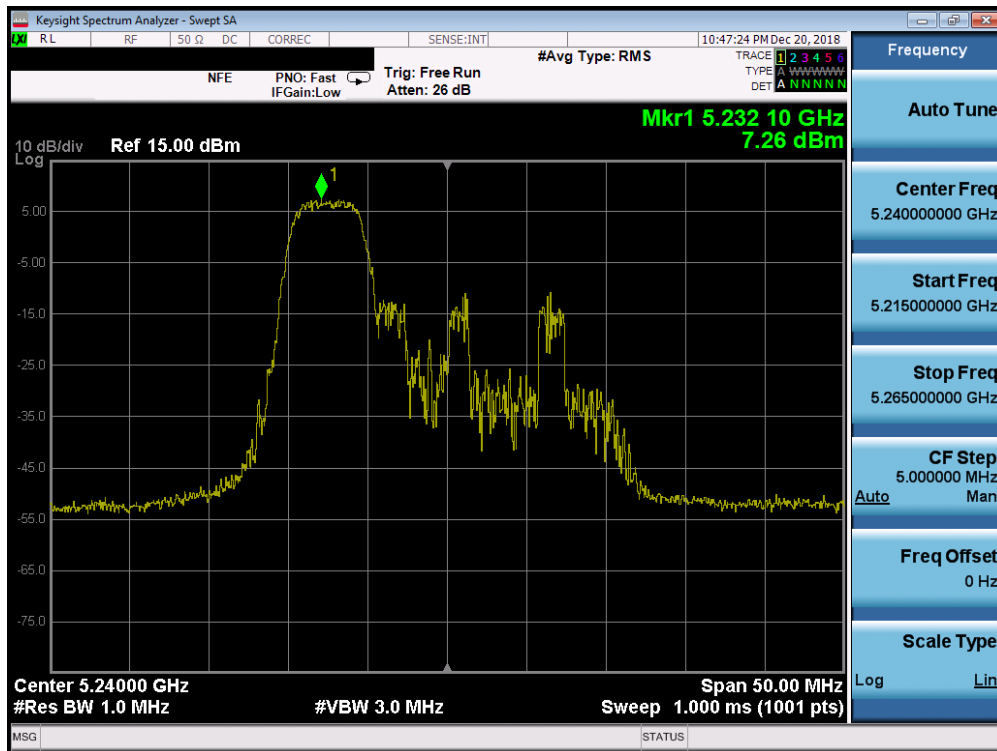 Keysight Spectrum Analyzer - Swept SA
LXI RL RF 50 Ω DC CORREC SENSE:INT 10:47:24 PM Dec 20, 2018
NFE PNO: Fast IFGain:Low Trig: Free Run Atten: 26 dB #Avg Type: RMS
TRACE 1 2 3 4 5 6
TYPE A WWWWW
DET A N N N N N
Mkr1 5.232 10 GHz
7.26 dBm
10 dB/div Ref 15.00 dBm
Log
1
5.00
-5.00
-15.0
-25.0
-35.0
-45.0
-55.0
-65.0
-75.0
Center 5.24000 GHz Span 50.00 MHz
#Res BW 1.0 MHz #VBW 3.0 MHz Sweep 1.000 ms (1001 pts)
MSG STATUS
Frequency
Auto Tune
Center Freq
5.240000000 GHz
Start Freq
5.215000000 GHz
Stop Freq
5.265000000 GHz
CF Step
5.000000 MHz
Auto Man
Freq Offset
0 Hz
Scale Type
Log Lin